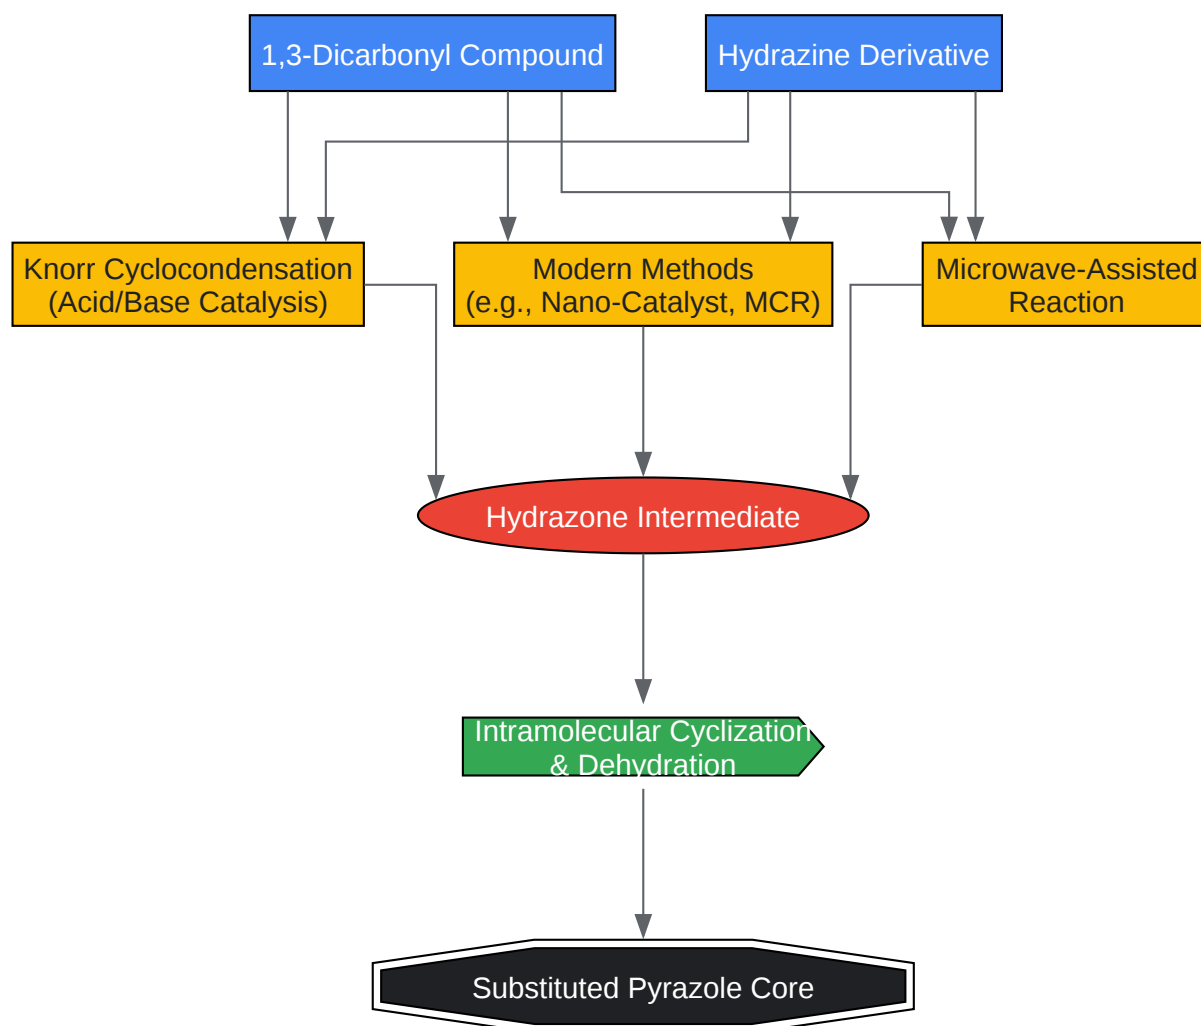 1,3-Dicarbonyl Compound
Hydrazine Derivative
Knorr Cyclocondensation
(Acid/Base Catalysis)
Modern Methods
(e.g., Nano-Catalyst, MCR)
Microwave-Assisted
Reaction
Hydrazone Intermediate
Intramolecular Cyclization
& Dehydration
Substituted Pyrazole Core